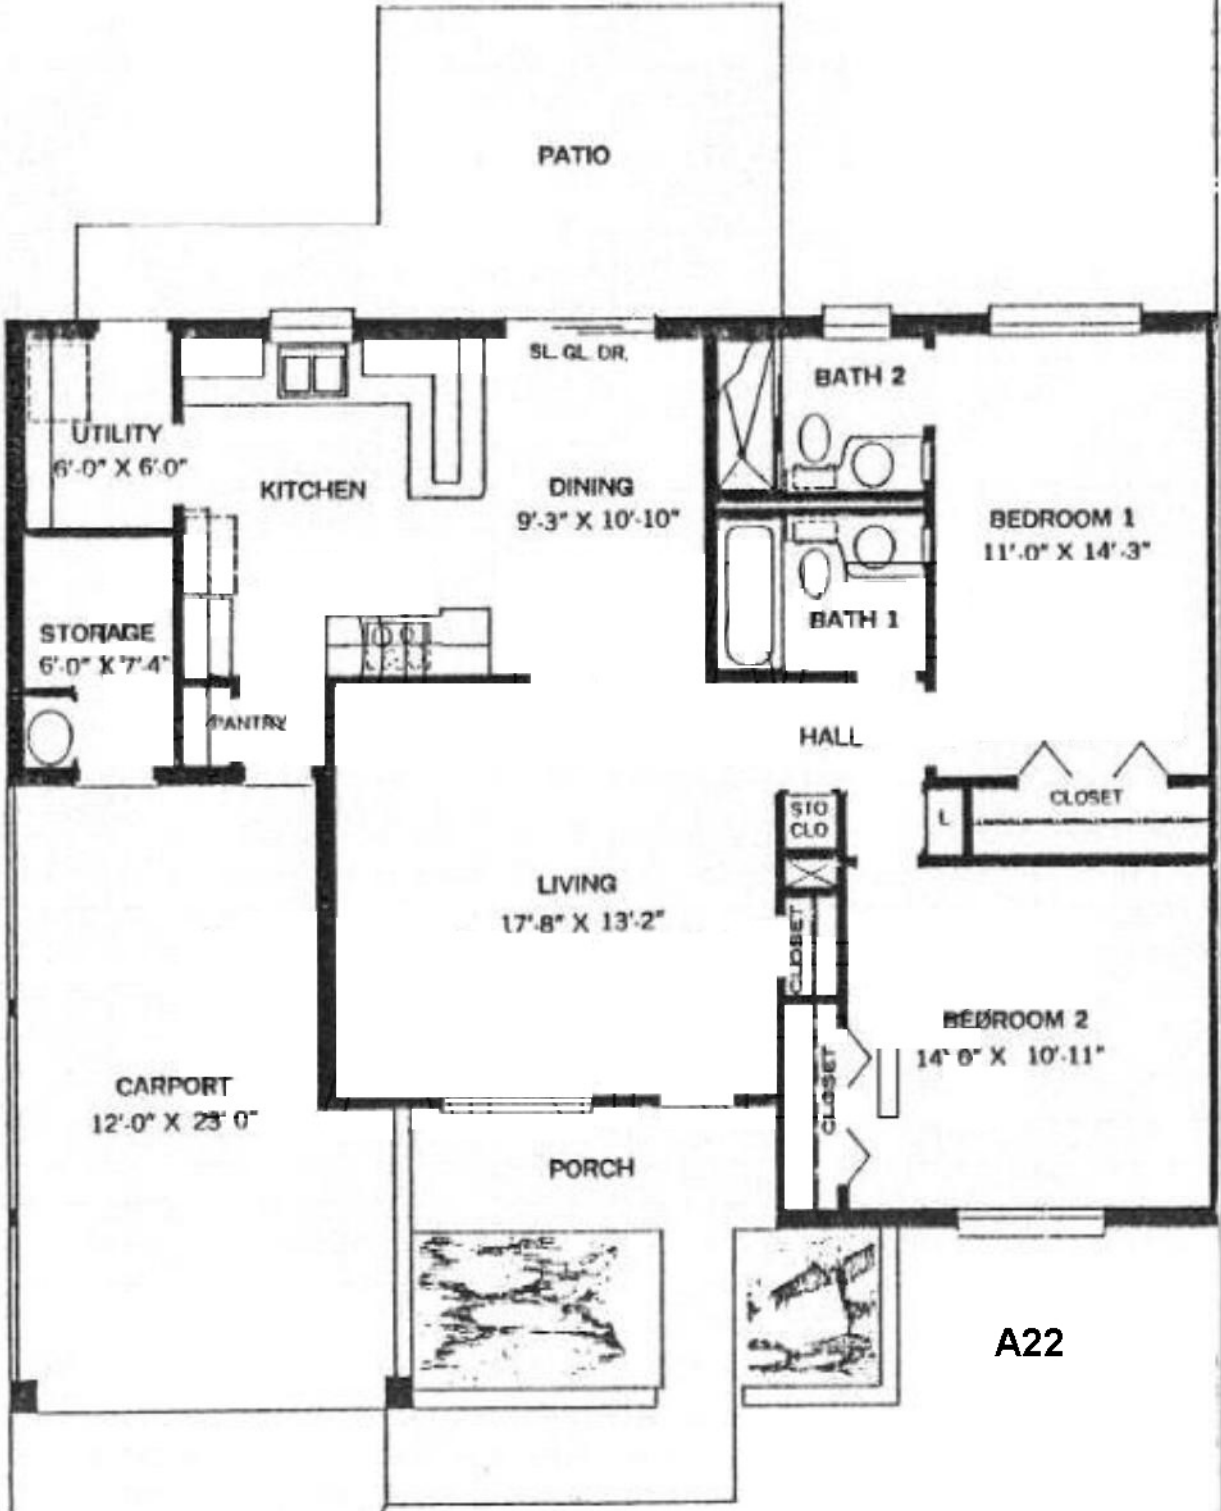 PATIO
SL. GL. DR.
BATH 2
UTILITY
6'-0" X 6'-0"
KITCHEN
DINING
9'-3" X 10'-10"
BEDROOM 1
11'-0" X 14'-3"
STORAGE
6'-0" X 7'-4"
BATH 1
PANTRY
HALL
CLOSET
STO
CLO
L
LIVING
17'-8" X 13'-2"
CLOSET
BEDROOM 2
14' 0" X 10'-11"
CLOSET
CARPORT
12'-0" X 23' 0"
PORCH
A22